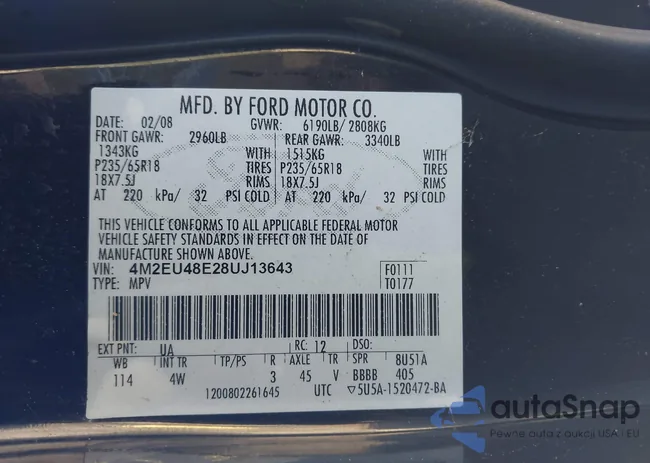 MFD. BY FORD MOTOR CO.
DATE: 02/08 GVWR: 6190LB/ 2808KG
FRONT GAWR: 2960LB REAR GAWR: 3340LB
1343KG WITH 1515KG WITH
P235/65R18 TIRES P235/65R18 TIRES
18X7.5J RIMS 18X7.5J RIMS
AT 220 kPa/ 32 PSI COLD AT 220 kPa/ 32 PSI COLD
THIS VEHICLE CONFORMS TO ALL APPLICABLE FEDERAL MOTOR
VEHICLE SAFETY STANDARDS IN EFFECT ON THE DATE OF
MANUFACTURE SHOWN ABOVE.
VIN: 4M2EU48E28UJ13643 F0111
TYPE: MPV T0177
EXT PNT: UA RC: 12 DSO:
WB INT TR TP/PS R AXLE TR SPR 8U51A
114 4W 3 45 V BBBB 405
1200802261645 UTC ▽5U5A-1520472-BA
autoSnap
Pewne auta z aukcji USA i EU